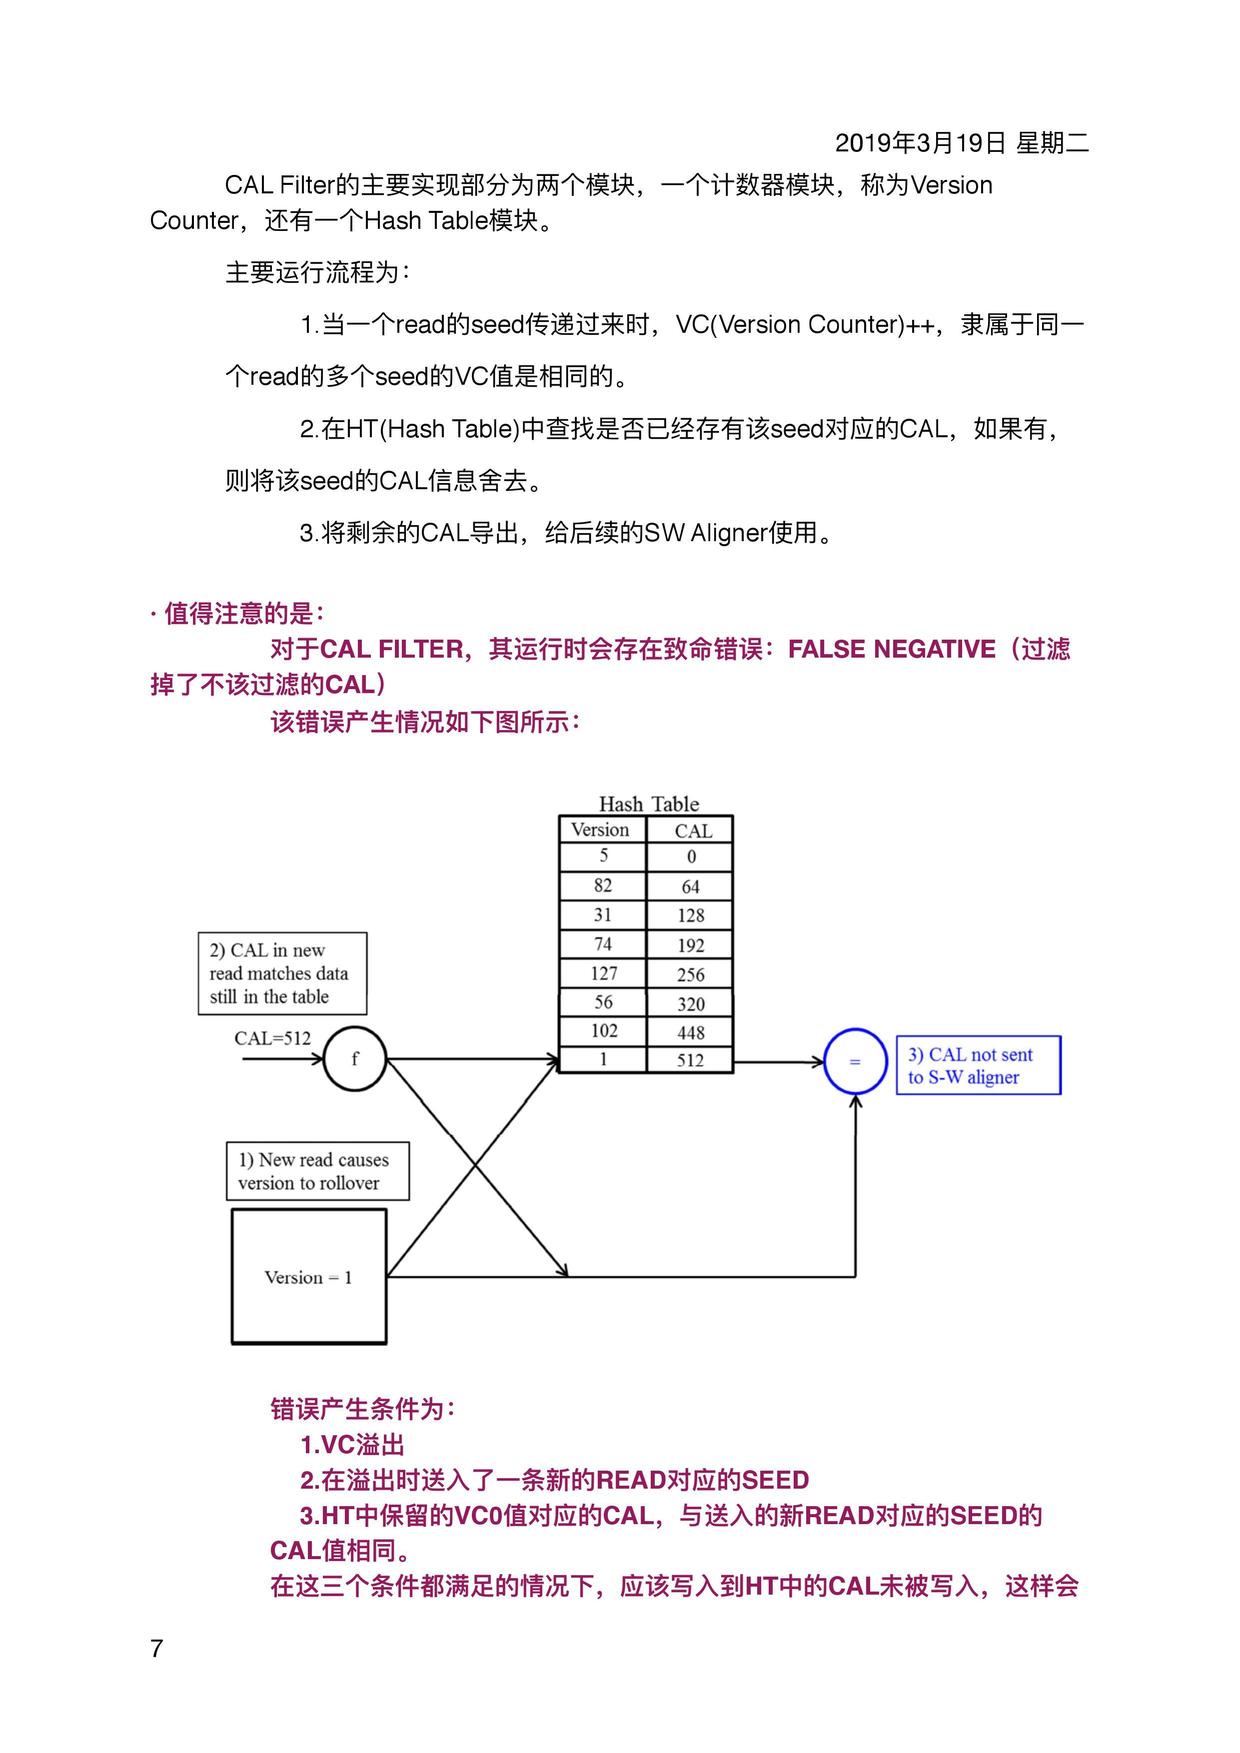 2019年3月19日 星期二
CAL Filter的主要实现部分为两个模块，一个计数器模块，称为Version
Counter，还有一个Hash Table模块。
主要运行流程为：
1.当一个read的seed传递过来时，VC(Version Counter)++，隶属于同一
个read的多个seed的VC值是相同的。
2.在HT(Hash Table)中查找是否已经存有该seed对应的CAL，如果有，
则将该seed的CAL信息舍去。
3.将剩余的CAL导出，给后续的SW Aligner使用。
· 值得注意的是：
对于CAL FILTER，其运行时会存在致命错误：FALSE NEGATIVE（过滤
掉了不该过滤的CAL）
该错误产生情况如下图所示：
Hash Table
Version CAL
5 0
82 64
31 128
74 192
127 256
56 320
102 448
1 512
2) CAL in new
read matches data
still in the table
CAL=512
f
=
3) CAL not sent
to S-W aligner
1) New read causes
version to rollover
Version = 1
错误产生条件为：
1.VC溢出
2.在溢出时送入了一条新的READ对应的SEED
3.HT中保留的VC0值对应的CAL，与送入的新READ对应的SEED的
CAL值相同。
在这三个条件都满足的情况下，应该写入到HT中的CAL未被写入，这样会
7